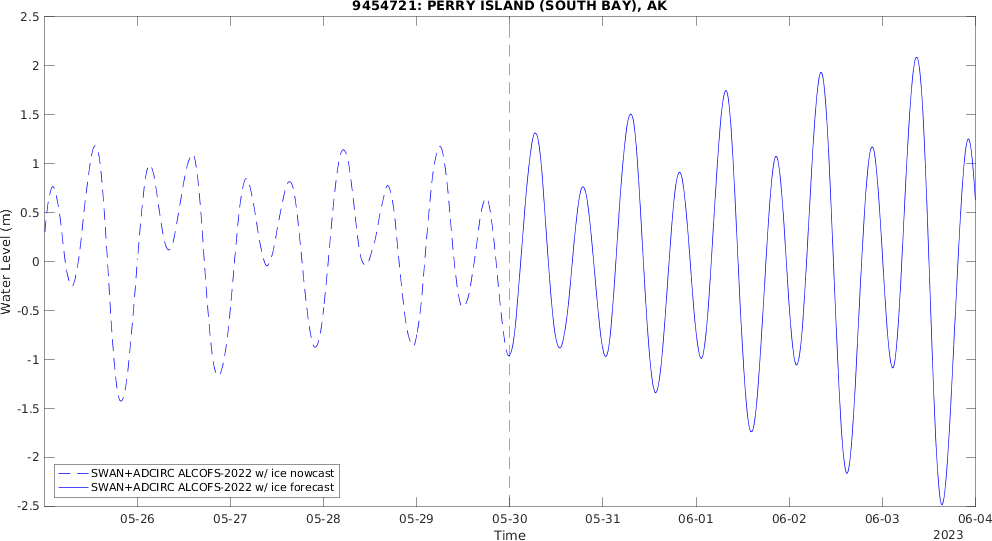 9454721: PERRY ISLAND (SOUTH BAY), AK
Water Level (m)
2.5
2
1.5
1
0.5
0
-0.5
-1
-1.5
-2
-2.5
SWAN+ADCIRC ALCOFS-2022 w/ ice nowcast
SWAN+ADCIRC ALCOFS-2022 w/ ice forecast
05-26 05-27 05-28 05-29 05-30 05-31 06-01 06-02 06-03 06-04
Time
2023